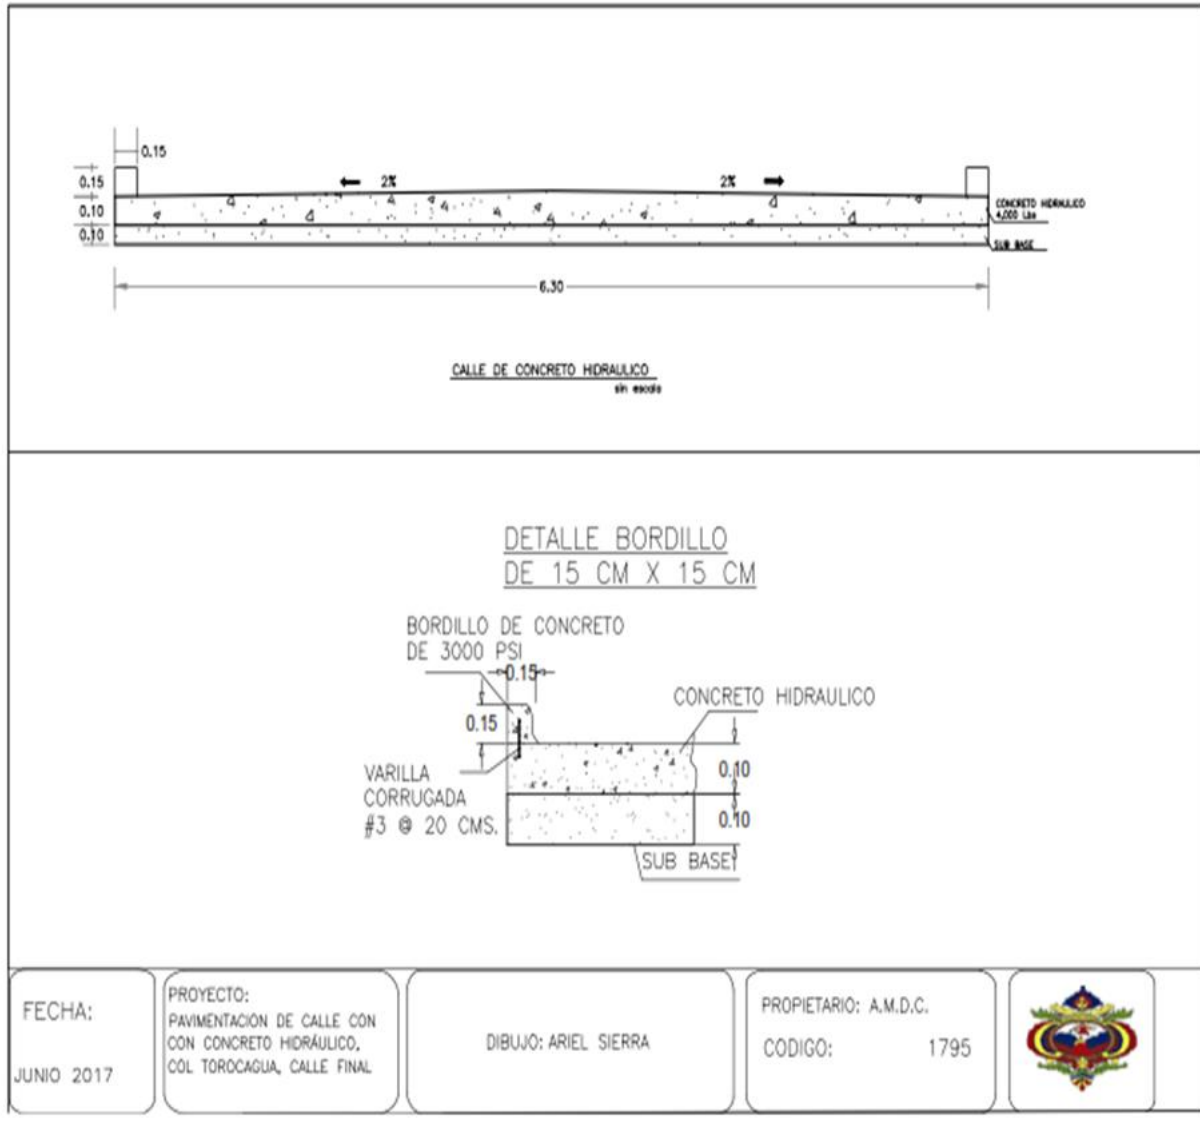 0.15
0.15
2%
2%
0.10
CONCRETO HIDRAULICO
4,000 Lbs
0.10
SUB BASE
6.30
CALLE DE CONCRETO HIDRAULICO
sin escala
DETALLE BORDILLO
DE 15 CM X 15 CM
BORDILLO DE CONCRETO
DE 3000 PSI
0.15
CONCRETO HIDRAULICO
0.15
VARILLA
CORRUGADA
#3 @ 20 CMS.
0.10
0.10
SUB BASE
FECHA:
JUNIO 2017
PROYECTO:
PAVIMENTACION DE CALLE CON
CON CONCRETO HIDRÁULICO,
COL TOROCAGUA, CALLE FINAL
DIBUJO: ARIEL SIERRA
PROPIETARIO: A.M.D.C.
CODIGO: 1795